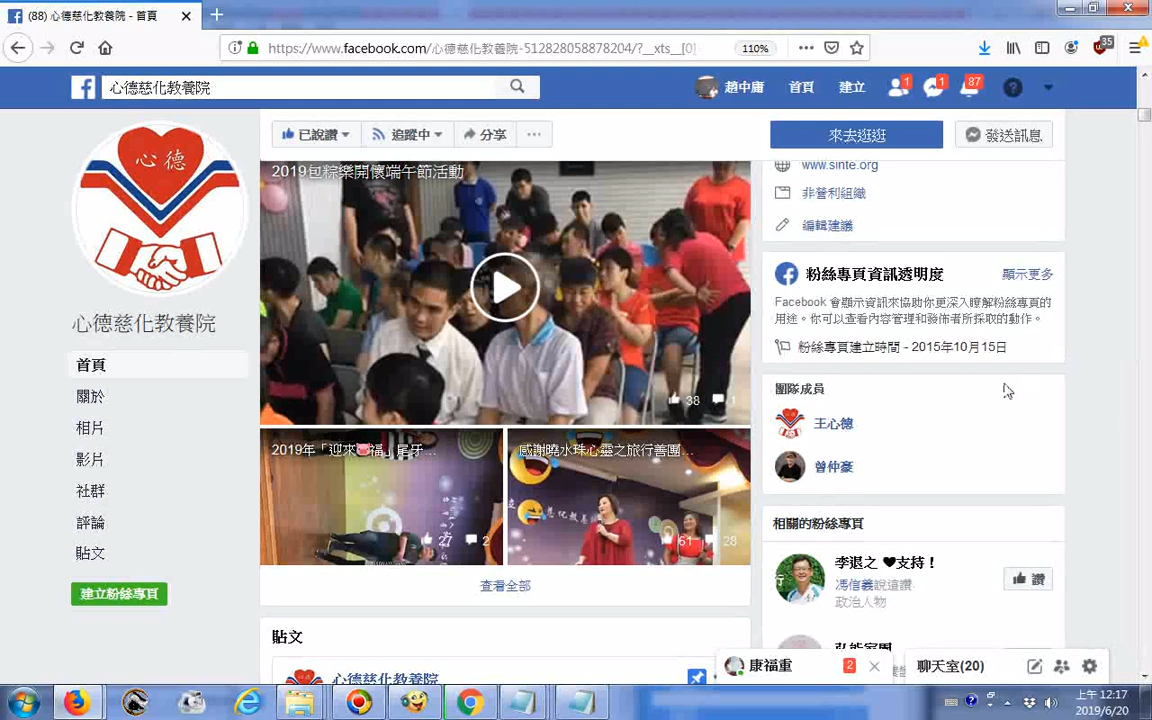 (88) 心德慈化教養院 - 首頁
https://www.facebook.com/心德慈化教養院-512828058878204/?__xts__[0]
110%
35
心德慈化教養院
趙中庸
首頁
建立
1
1
87
已說讚
追蹤中
分享
來去逛逛
發送訊息
心德
心德慈化教養院
首頁
關於
相片
影片
社群
評論
貼文
建立粉絲專頁
2019包粽樂開懷端午節活動
38
1
2019年「迎來福」尾牙...
27
2
感謝曉水珠心靈之旅行善團...
61
28
查看全部
貼文
心德慈化教養院
www.sinte.org
非營利組織
編輯建議
粉絲專頁資訊透明度
顯示更多
Facebook 會顯示資訊來協助你更深入瞭解粉絲專頁的
用途。你可以查看內容管理和發佈者所採取的動作。
粉絲專頁建立時間 - 2015年10月15日
團隊成員
王心德
曾仲豪
相關的粉絲專頁
李退之 ♥支持！
馮信義說這讚
政治人物
讚
弘能家園
康福重
2
聊天室(20)
上午 12:17
2019/6/20